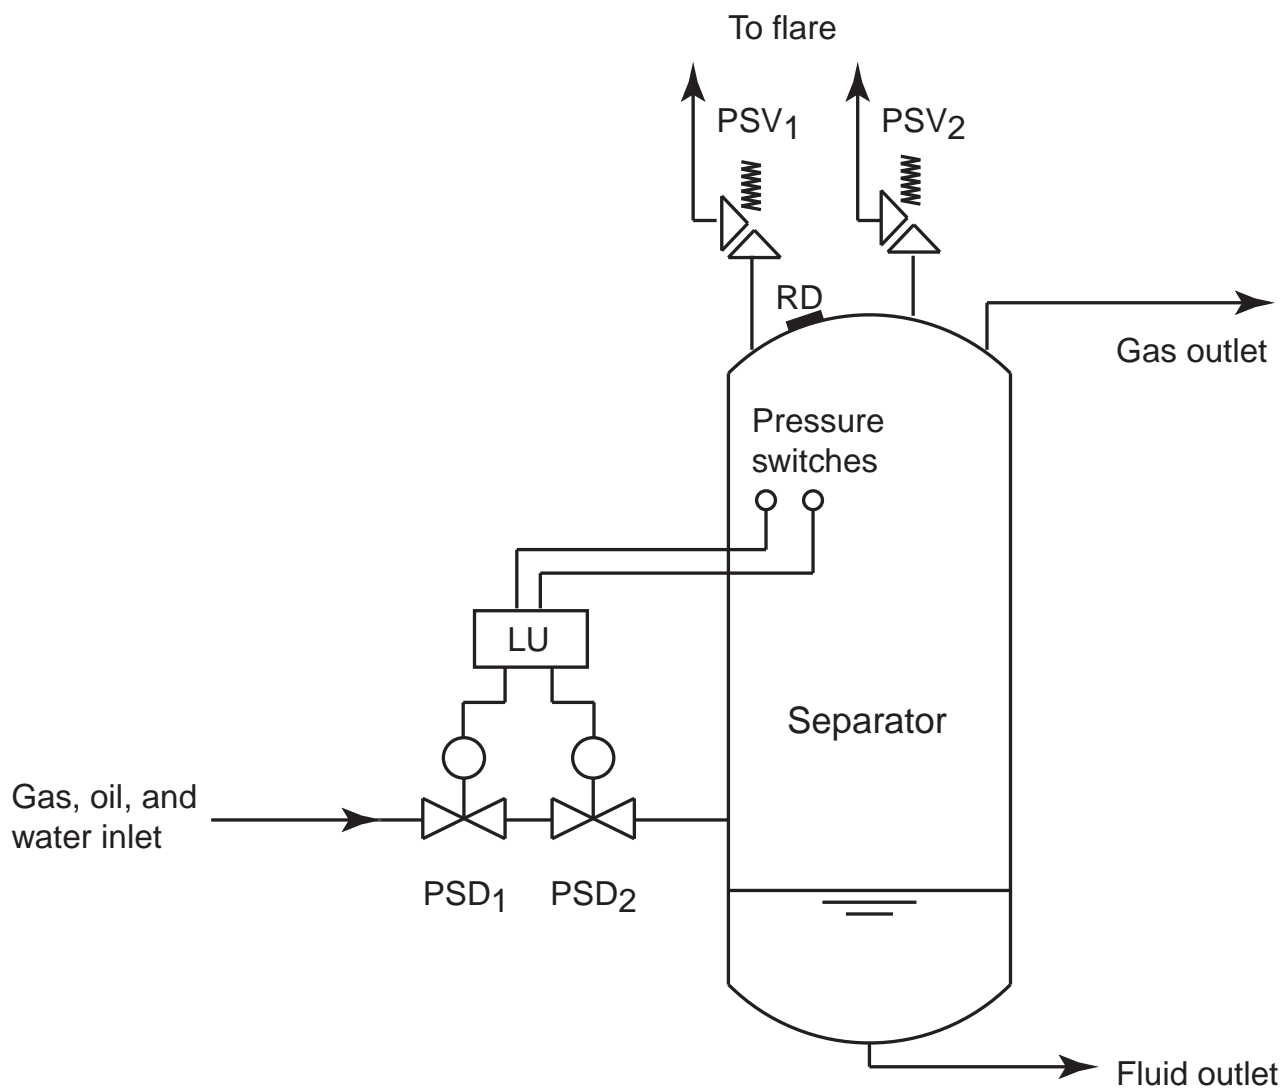 To flare
PSV1
PSV2
RD
Gas outlet
Pressure
switches
LU
Separator
Gas, oil, and
water inlet
PSD1
PSD2
Fluid outlet